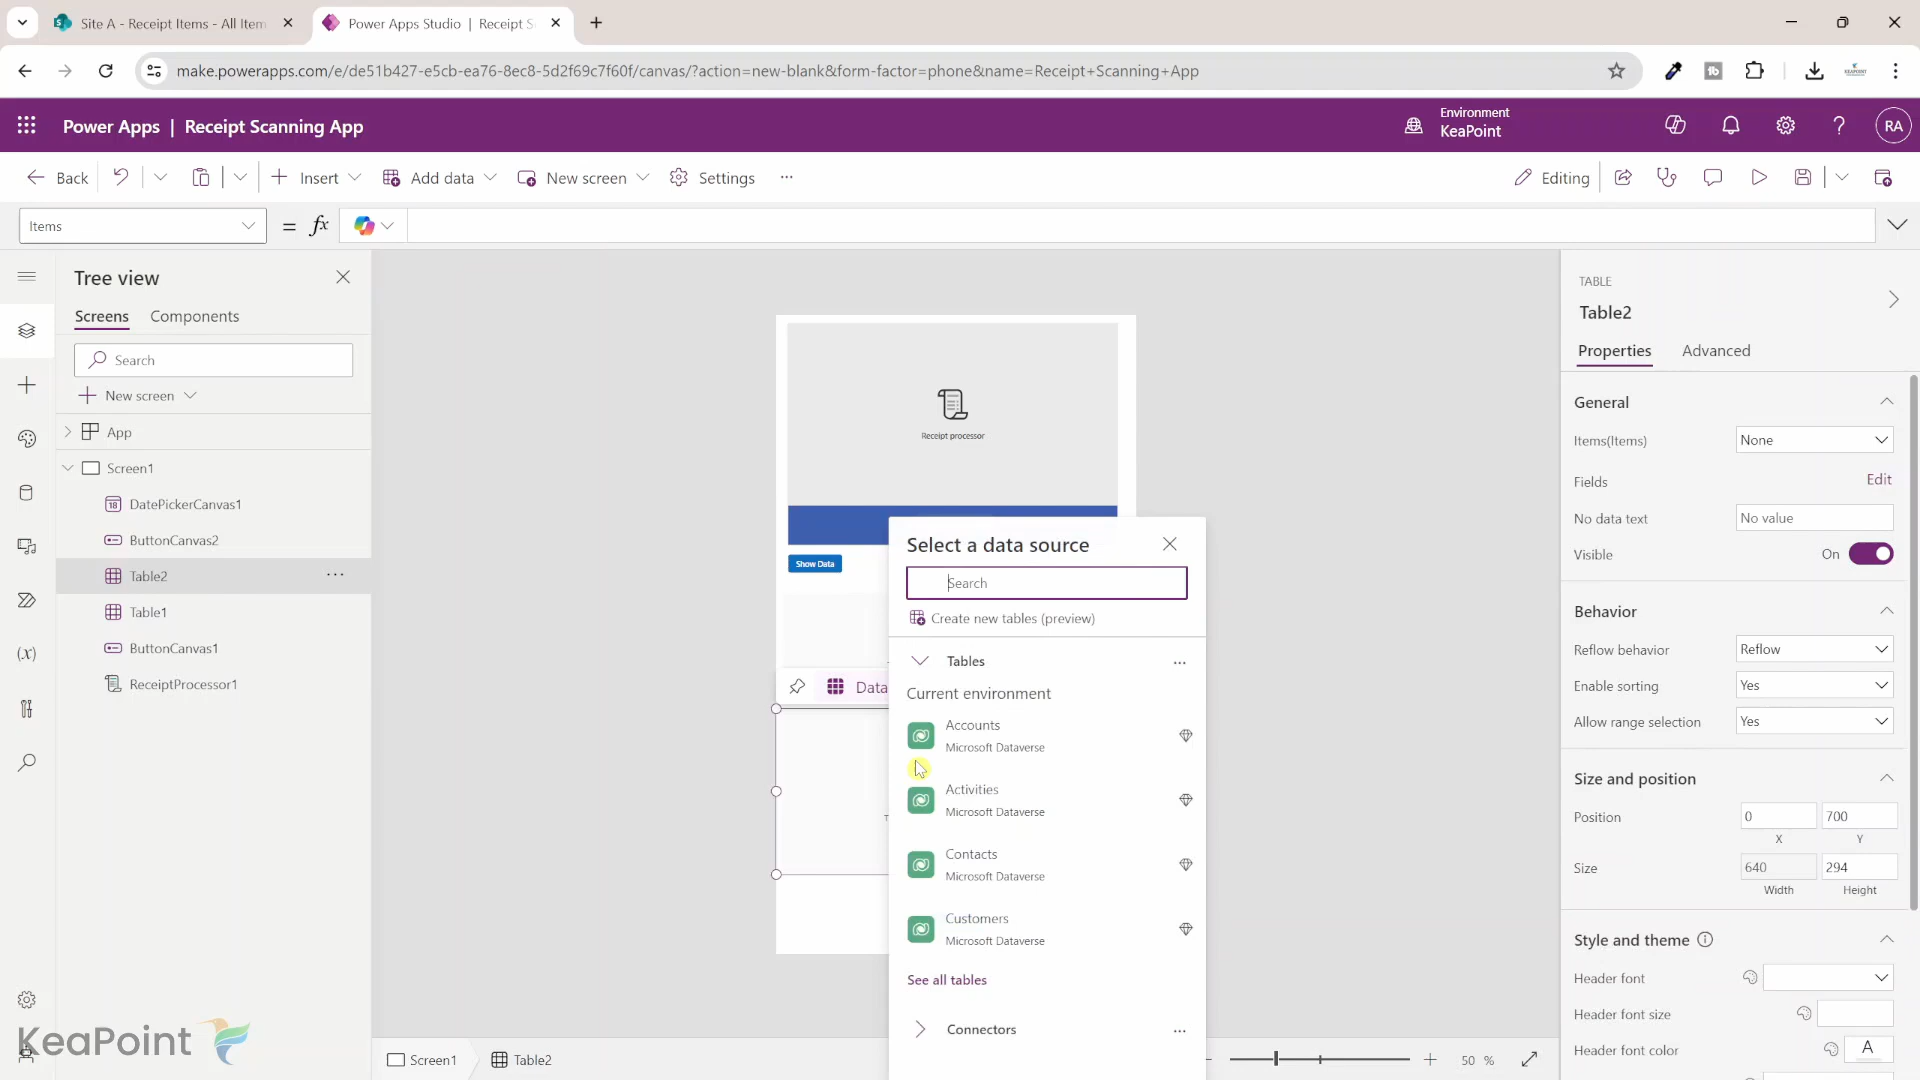 Site A - Receipt Items - All Item
Power Apps Studio | Receipt S
make.powerapps.com/e/de51b427-e5cb-ea76-8ec8-5d2f69c7f60f/canvas/?action=new-blank&form-factor=phone&name=Receipt+Scanning+App
Power Apps | Receipt Scanning App
Environment
KeaPoint
RA
Back
Insert
Add data
New screen
Settings
Editing
Items
= fx
Tree view
Screens
Components
Search
New screen
App
Screen1
DatePickerCanvas1
ButtonCanvas2
Table2
Table1
ButtonCanvas1
ReceiptProcessor1
Receipt processor
Show Data
Data
Select a data source
Search
Create new tables (preview)
Tables
Current environment
Accounts
Microsoft Dataverse
Activities
Microsoft Dataverse
Contacts
Microsoft Dataverse
Customers
Microsoft Dataverse
See all tables
Connectors
TABLE
Table2
Properties
Advanced
General
Items(Items)
None
Fields
Edit
No data text
No value
Visible
On
Behavior
Reflow behavior
Reflow
Enable sorting
Yes
Allow range selection
Yes
Size and position
Position
0
700
X
Y
Size
640
294
Width
Height
Style and theme
Header font
Header font size
Header font color
A
KeaPoint
Screen1
Table2
50 %